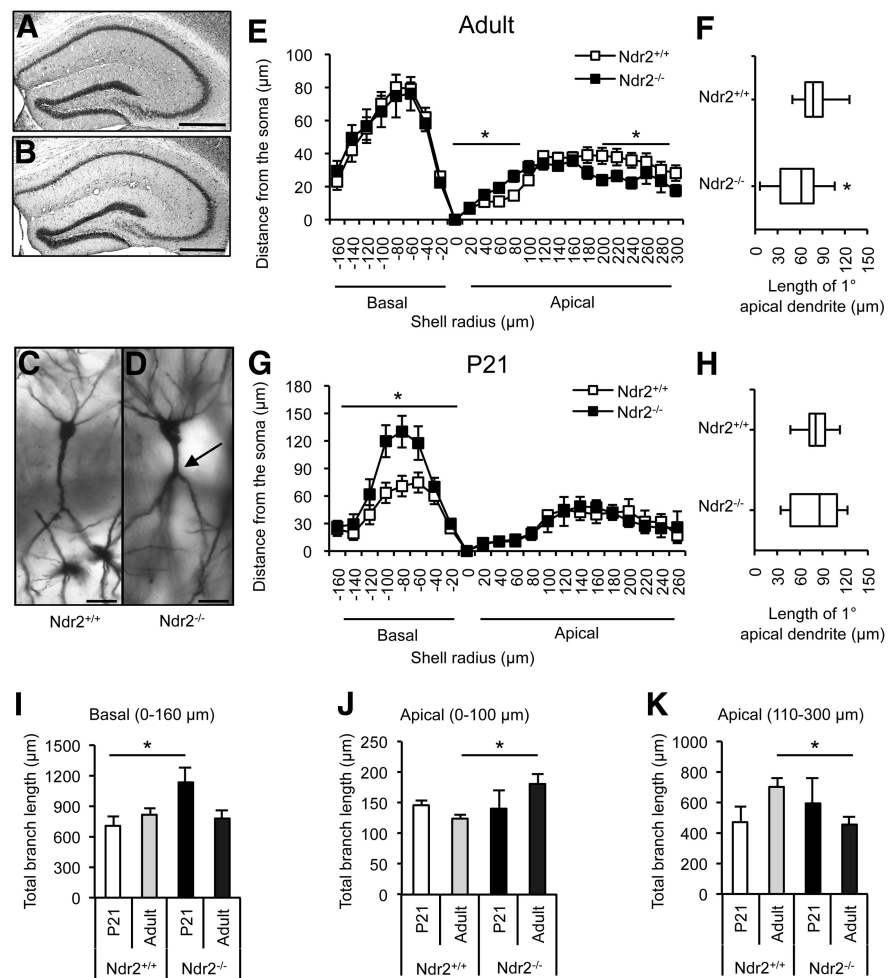 A
B
C
D
Ndr2+/+
Ndr2-/-
E
Adult
Distance from the soma (µm)
100
80
60
40
20
0
Ndr2+/+
Ndr2-/-
*
*
-160
-140
-120
-100
-80
-60
-40
-20
0
20
40
60
80
100
120
140
160
180
200
220
240
260
280
300
Basal
Apical
Shell radius (µm)
F
Ndr2+/+
Ndr2-/-
*
0
30
60
90
120
150
Length of 1°
apical dendrite (µm)
G
P21
Distance from the soma (µm)
180
150
120
90
60
30
0
Ndr2+/+
Ndr2-/-
*
-160
-140
-120
-100
-80
-60
-40
-20
0
20
40
60
80
100
120
140
160
180
200
220
240
260
Basal
Apical
Shell radius (µm)
H
Ndr2+/+
Ndr2-/-
0
30
60
90
120
150
Length of 1°
apical dendrite (µm)
I
Basal (0-160 µm)
Total branch length (µm)
1500
1200
900
600
300
0
*
P21
Adult
P21
Adult
Ndr2+/+
Ndr2-/-
J
Apical (0-100 µm)
Total branch length (µm)
250
200
150
100
50
0
*
P21
Adult
P21
Adult
Ndr2+/+
Ndr2-/-
K
Apical (110-300 µm)
Total branch length (µm)
1000
800
600
400
200
0
*
P21
Adult
P21
Adult
Ndr2+/+
Ndr2-/-